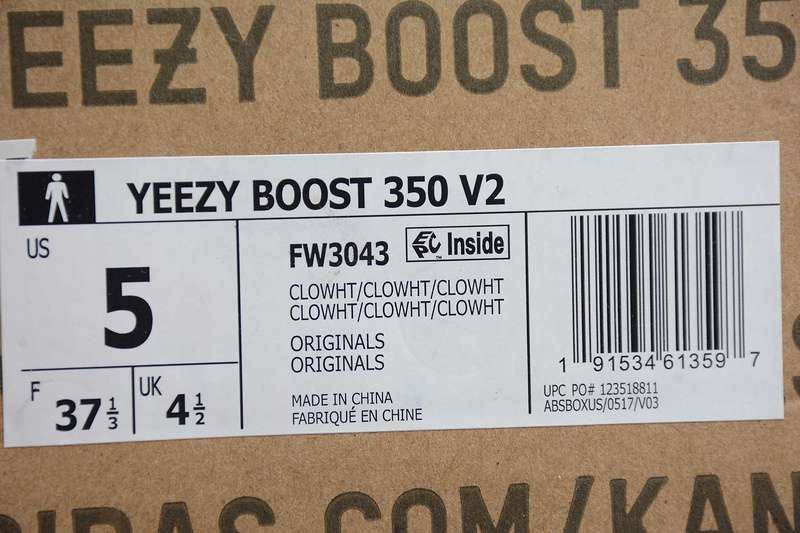 EEZY BOOST 35
YEEZY BOOST 350 V2
US
5
F
37 1/3
UK
4 1/2
FW3043 EPC™ Inside
CLOWHT/CLOWHT/CLOWHT
CLOWHT/CLOWHT/CLOWHT
ORIGINALS
ORIGINALS
MADE IN CHINA
FABRIQUÉ EN CHINE
1 91534 61359 7
UPC PO# 123518811
ABSBOXUS/0517/V03
IDAS.COM/KAN